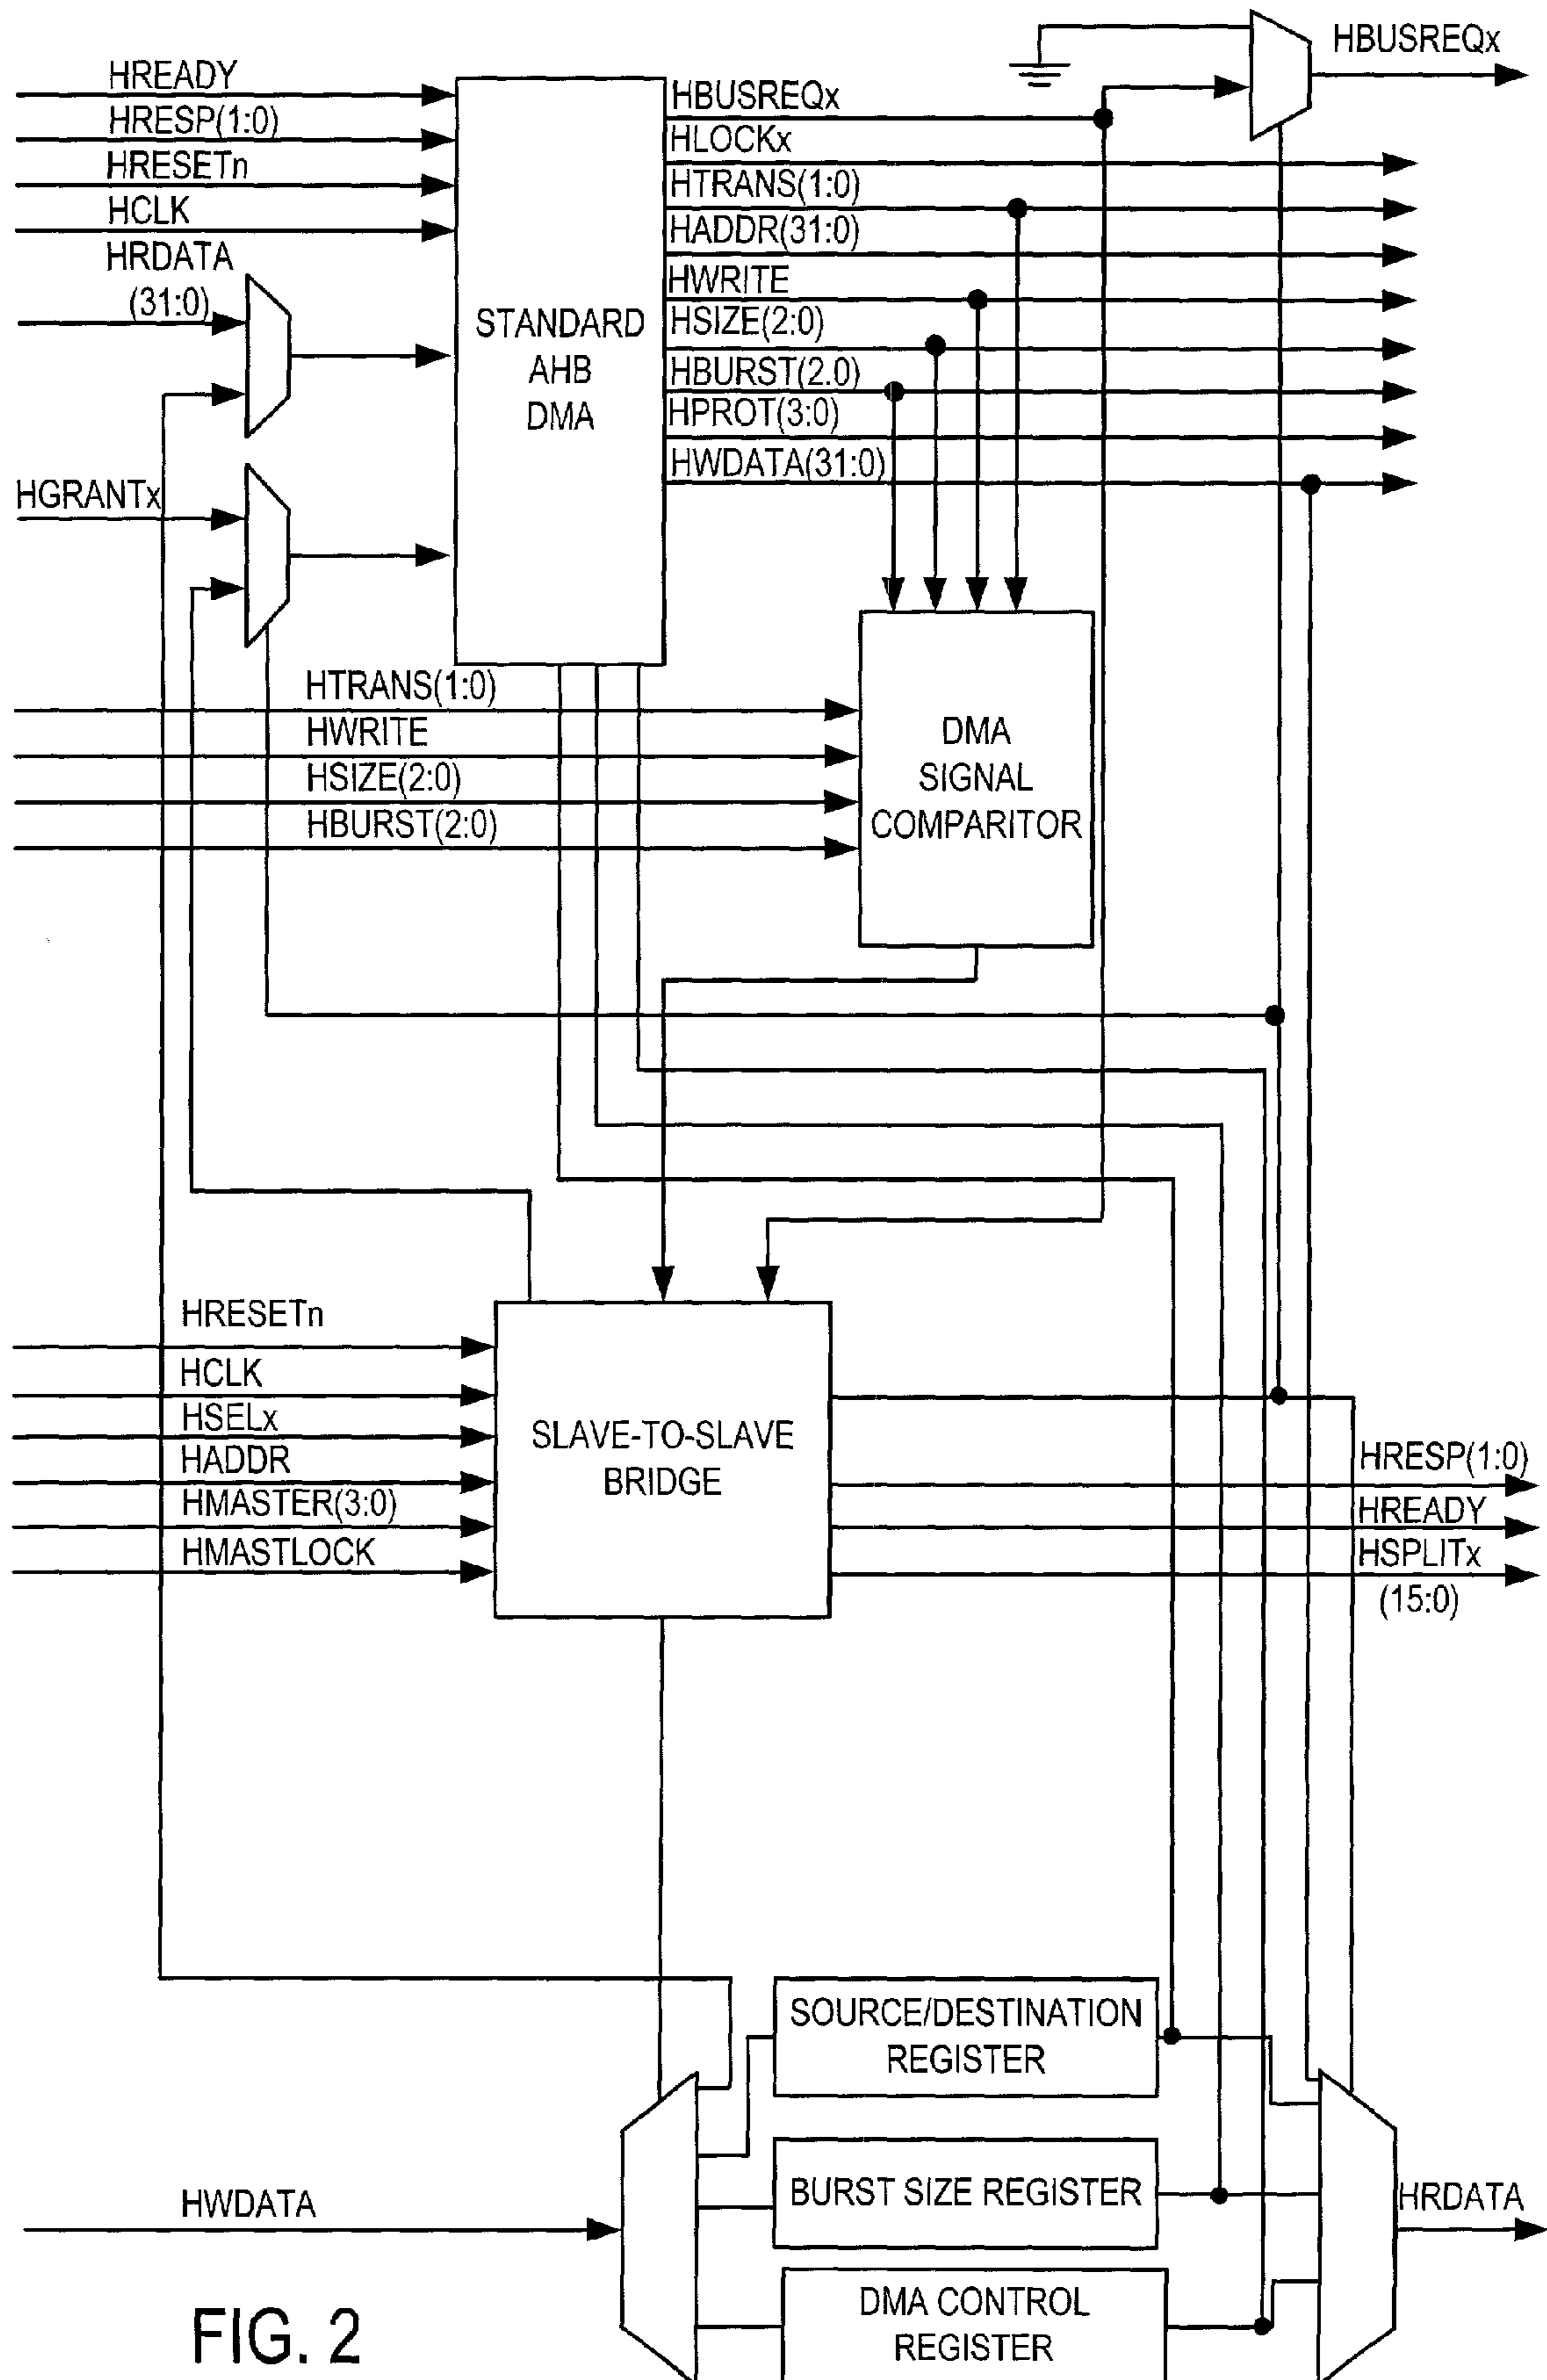 HBUSREQx
HREADY
HRESP(1:0)
HRESETn
HCLK
HRDATA
(31:0)
HGRANTx
STANDARD
AHB
DMA
HBUSREQx
HLOCKx
HTRANS(1:0)
HADDR(31:0)
HWRITE
HSIZE(2:0)
HBURST(2.0)
HPROT(3:0)
HWDATA(31:0)
HTRANS(1:0)
HWRITE
HSIZE(2:0)
HBURST(2:0)
DMA
SIGNAL
COMPARITOR
HRESETn
HCLK
HSELx
HADDR
HMASTER(3:0)
HMASTLOCK
SLAVE-TO-SLAVE
BRIDGE
HRESP(1:0)
HREADY
HSPLITx
(15:0)
SOURCE/DESTINATION
REGISTER
HWDATA
BURST SIZE REGISTER
HRDATA
DMA CONTROL
REGISTER
FIG. 2